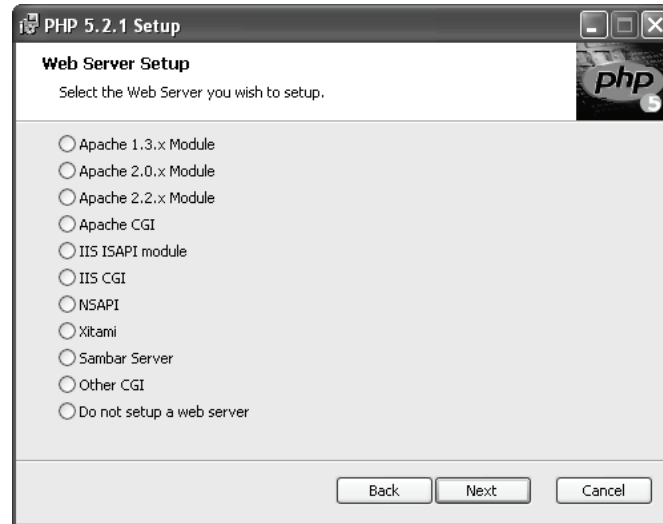 PHP 5.2.1 Setup
Web Server Setup
Select the Web Server you wish to setup.
php
5
Apache 1.3.x Module
Apache 2.0.x Module
Apache 2.2.x Module
Apache CGI
IIS ISAPI module
IIS CGI
NSAPI
Xitami
Sambar Server
Other CGI
Do not setup a web server
Back
Next
Cancel